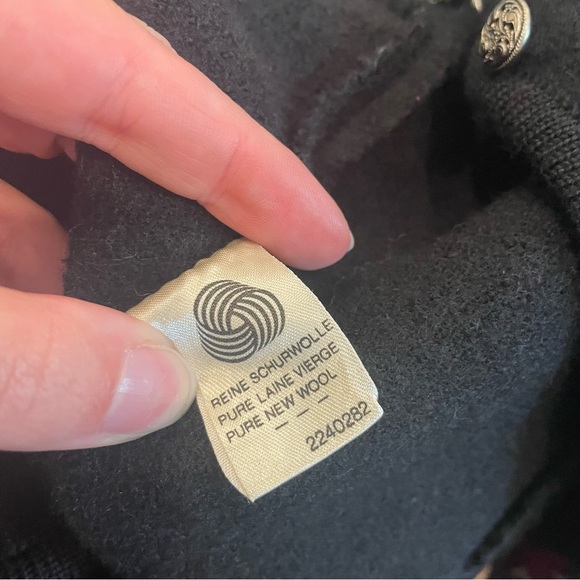 REINE SCHURWOLLE
PURE LAINE VIERGE
PURE NEW WOOL
— — —
2240282